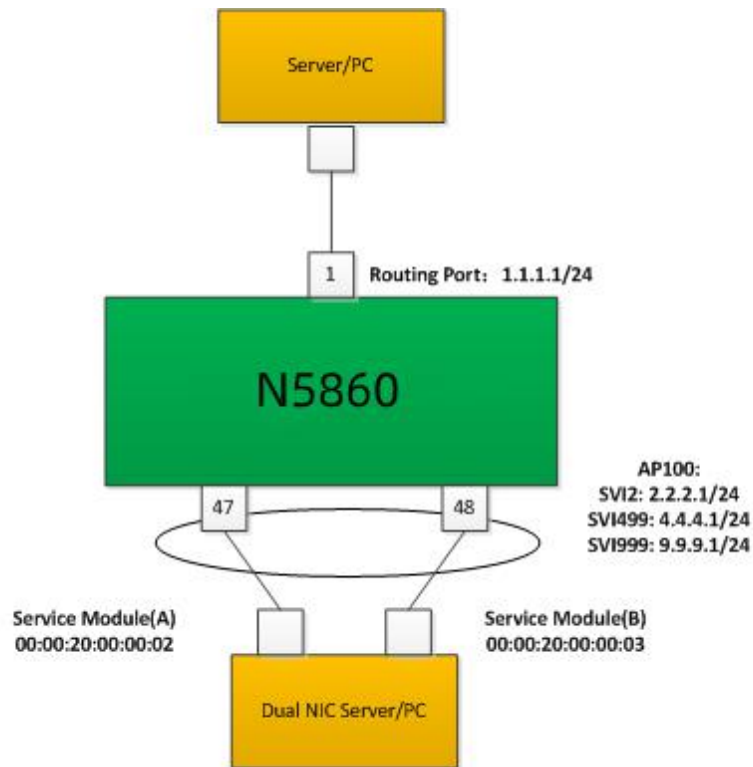 Server/PC
1
Routing Port：1.1.1.1/24
N5860
47
48
AP100:
SVI2: 2.2.2.1/24
SVI499: 4.4.4.1/24
SVI999: 9.9.9.1/24
Service Module(A)
00:00:20:00:00:02
Service Module(B)
00:00:20:00:00:03
Dual NIC Server/PC